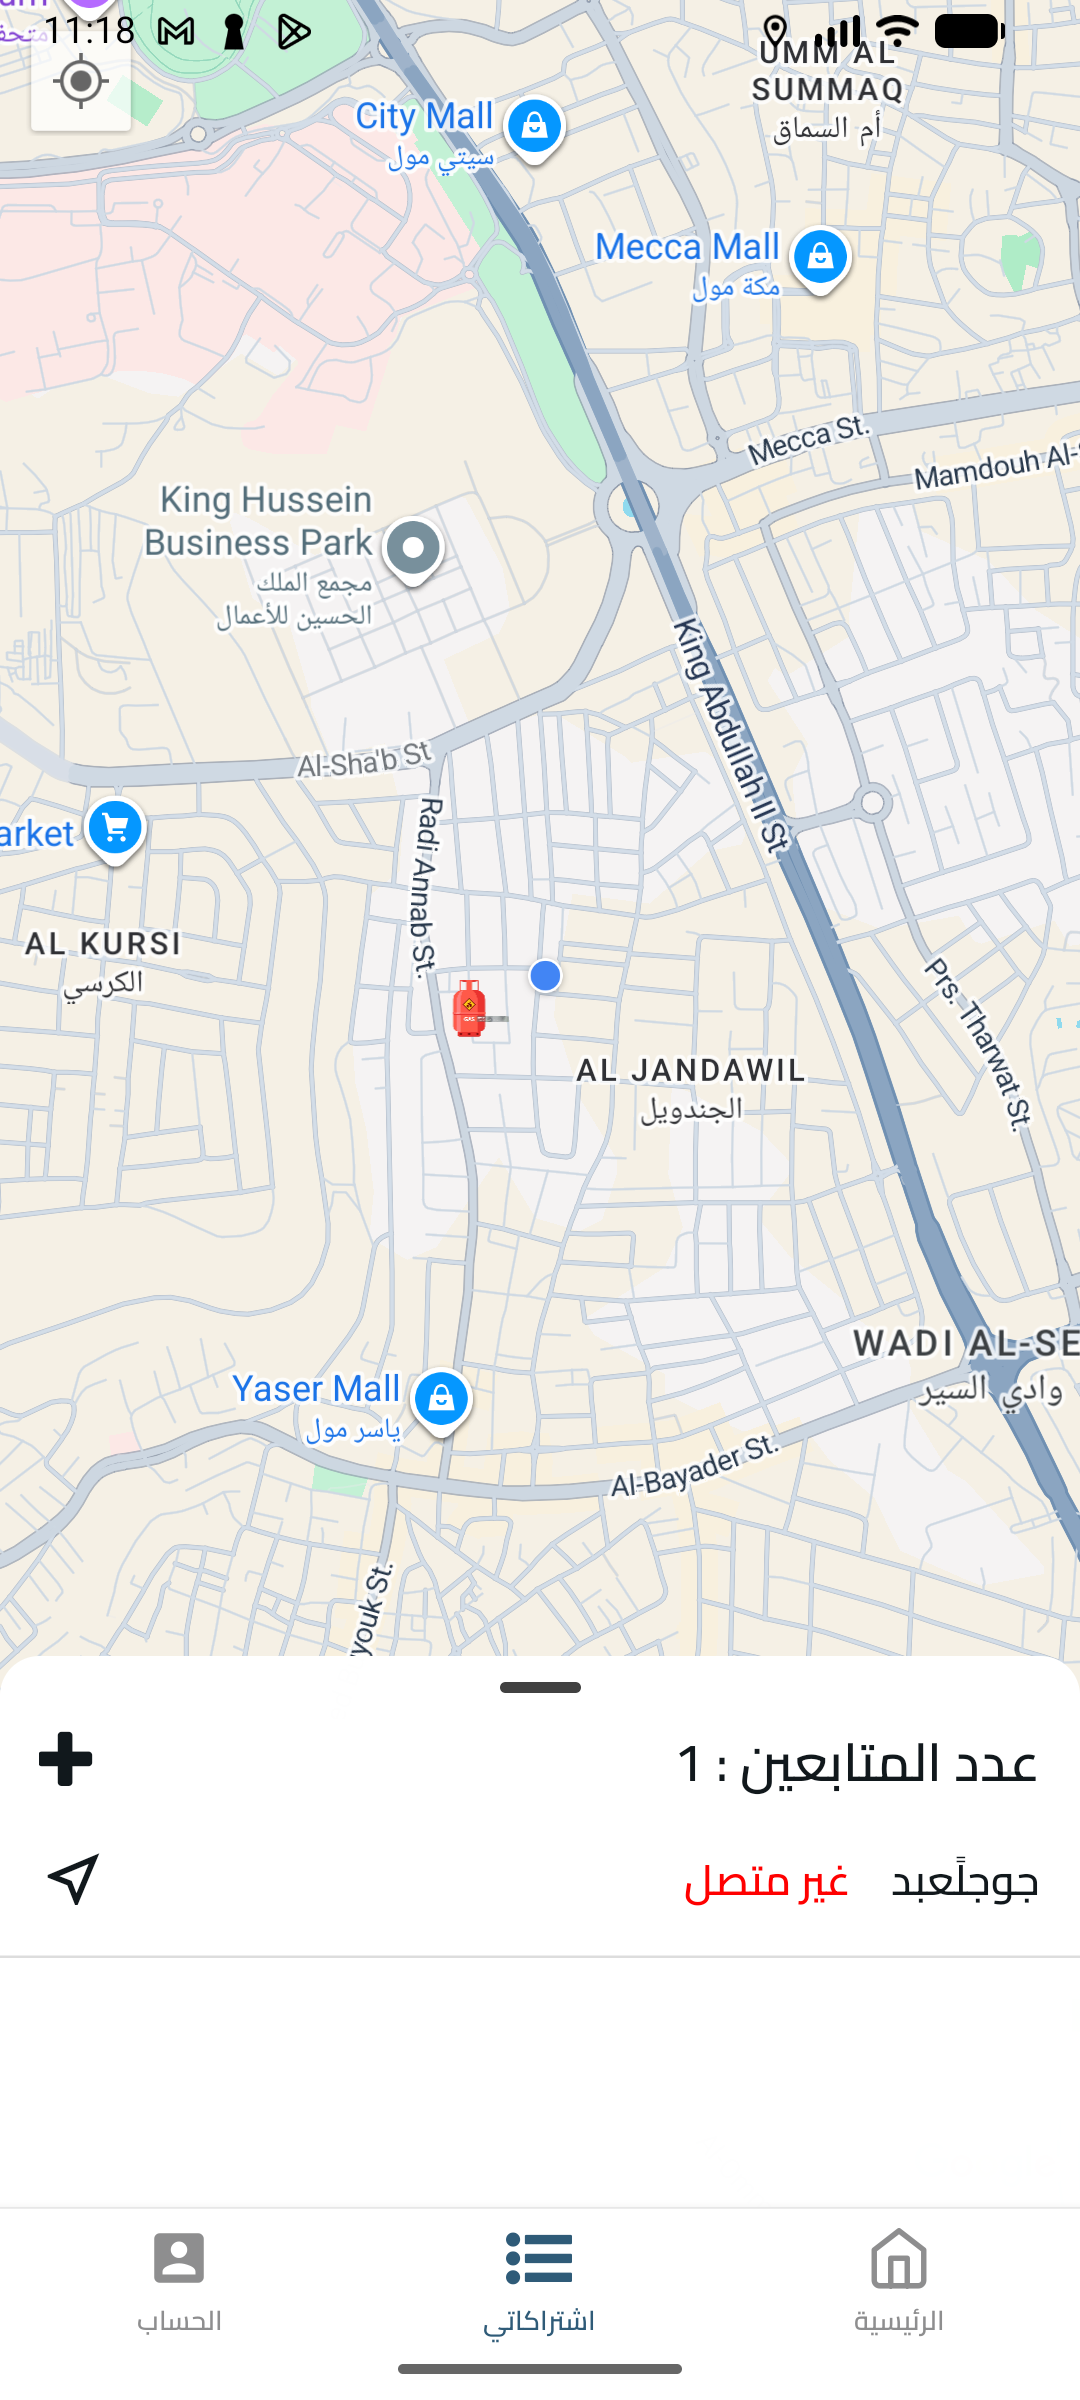 11:18
UMM AL
SUMMAQ
أم السماق
City Mall
سيتي مول
Mecca Mall
مكة مول
Mecca St.
Mamdouh Al-
King Hussein
Business Park
مجمع الملك
الحسين للأعمال
King Abdullah II St
Al-Sha'b St
Radi Annab St.
arket
AL KURSI
الكرسي
Prs. Tharwat St.
GAS
AL JANDAWIL
الجندويل
WADI AL-SE
وادي السير
Yaser Mall
ياسر مول
Al-Bayader St.
youk St.
عدد المتابعين : 1
جوجلًعبد غير متصل
الرئيسية
اشتراكاتي
الحساب